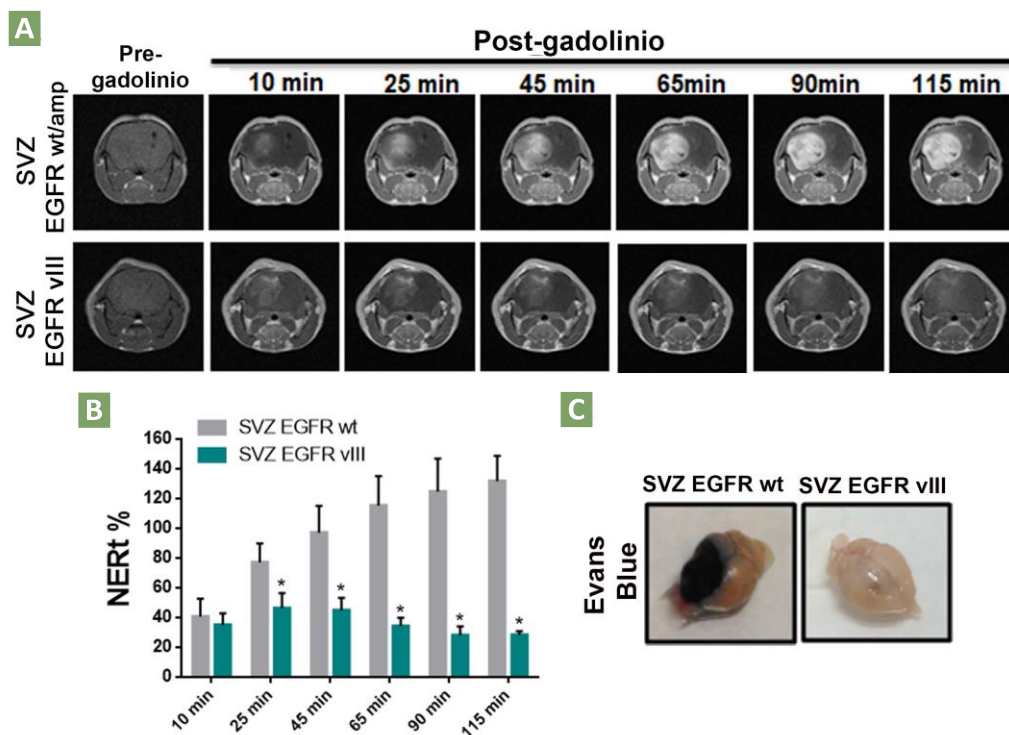 A
Post-gadolinio
Pre-
gadolinio
10 min
25 min
45 min
65min
90min
115 min
SVZ
EGFR wt/amp
SVZ
EGFR vIII
B
SVZ EGFR wt
SVZ EGFR vIII
NERt %
160
140
120
100
80
60
40
20
0
*
*
*
*
*
10 min
25 min
45 min
65 min
90 min
115 min
C
SVZ EGFR wt
SVZ EGFR vIII
Evans
Blue